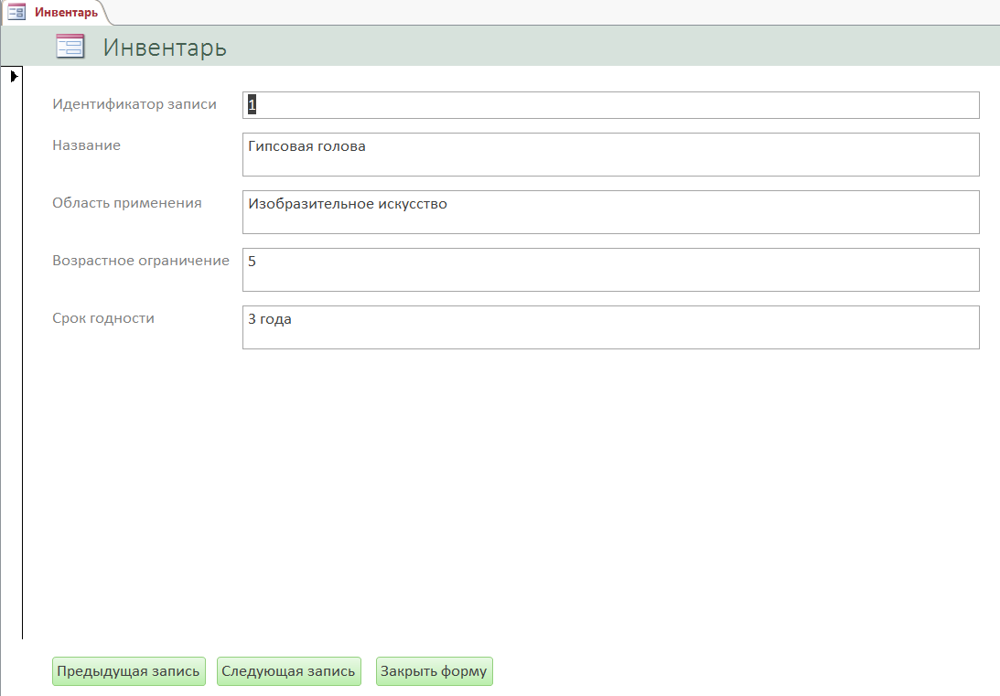 Инвентарь
Инвентарь
Идентификатор записи 1
Название Гипсовая голова
Область применения Изобразительное искусство
Возрастное ограничение 5
Срок годности 3 года
Предыдущая запись Следующая запись Закрыть форму